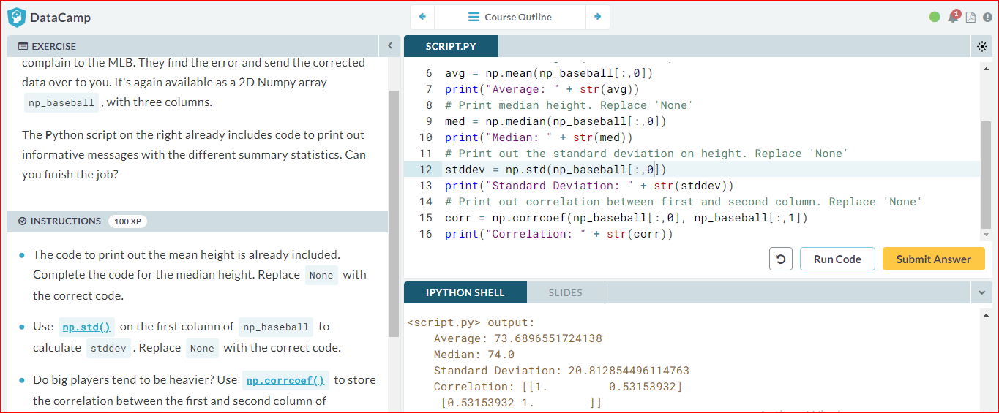 DataCamp
Course Outline
1
EXERCISE
complain to the MLB. They find the error and send the corrected
data over to you. It's again available as a 2D Numpy array
np_baseball , with three columns.
The Python script on the right already includes code to print out
informative messages with the different summary statistics. Can
you finish the job?
INSTRUCTIONS 100 XP
The code to print out the mean height is already included.
Complete the code for the median height. Replace None with
the correct code.
Use np.std() on the first column of np_baseball to
calculate stddev . Replace None with the correct code.
Do big players tend to be heavier? Use np.corrcoef() to store
the correlation between the first and second column of
SCRIPT.PY
6 avg = np.mean(np_baseball[:,0])
7 print("Average: " + str(avg))
8 # Print median height. Replace 'None'
9 med = np.median(np_baseball[:,0])
10 print("Median: " + str(med))
11 # Print out the standard deviation on height. Replace 'None'
12 stddev = np.std(np_baseball[:,0])
13 print("Standard Deviation: " + str(stddev))
14 # Print out correlation between first and second column. Replace 'None'
15 corr = np.corrcoef(np_baseball[:,0], np_baseball[:,1])
16 print("Correlation: " + str(corr))
Run Code
Submit Answer
IPYTHON SHELL
SLIDES
<script.py> output:
Average: 73.6896551724138
Median: 74.0
Standard Deviation: 20.812854496114763
Correlation: [[1. 0.53153932]
[0.53153932 1. ]]